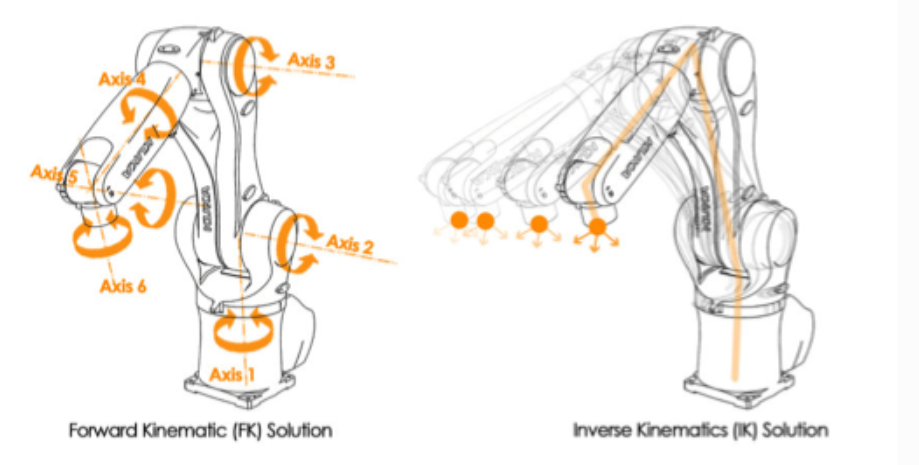 Axis 3
Axis 4
Axis 5
Axis 2
Axis 6
Axis 1
Forward Kinematic (FK) Solution
Inverse Kinematics (IK) Solution